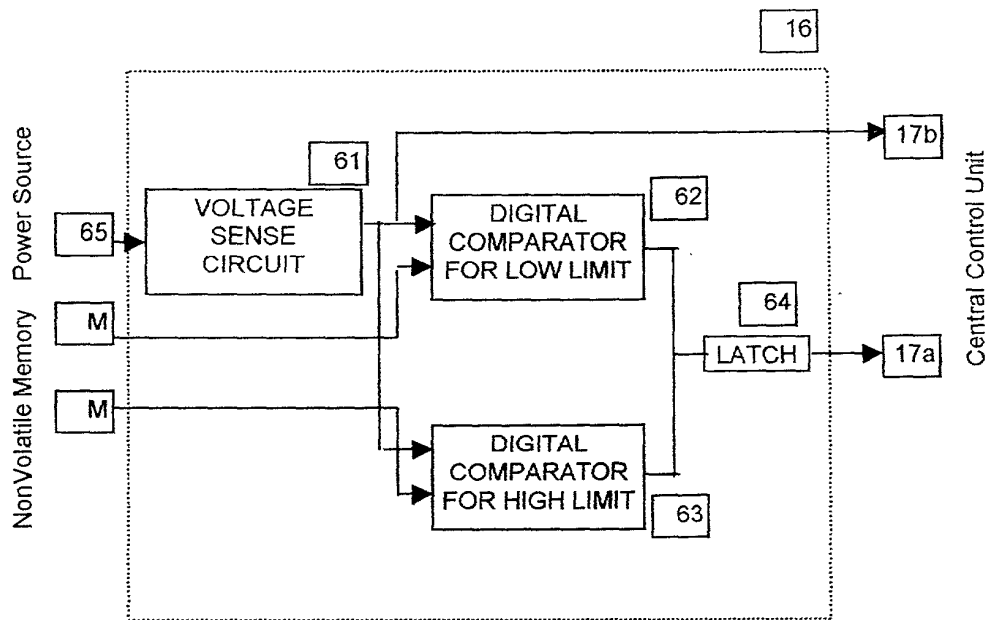 16
Power Source
NonVolatile Memory
65
M
M
61
VOLTAGE
SENSE
CIRCUIT
62
DIGITAL
COMPARATOR
FOR LOW LIMIT
64
LATCH
DIGITAL
COMPARATOR
FOR HIGH LIMIT
63
17b
17a
Central Control Unit